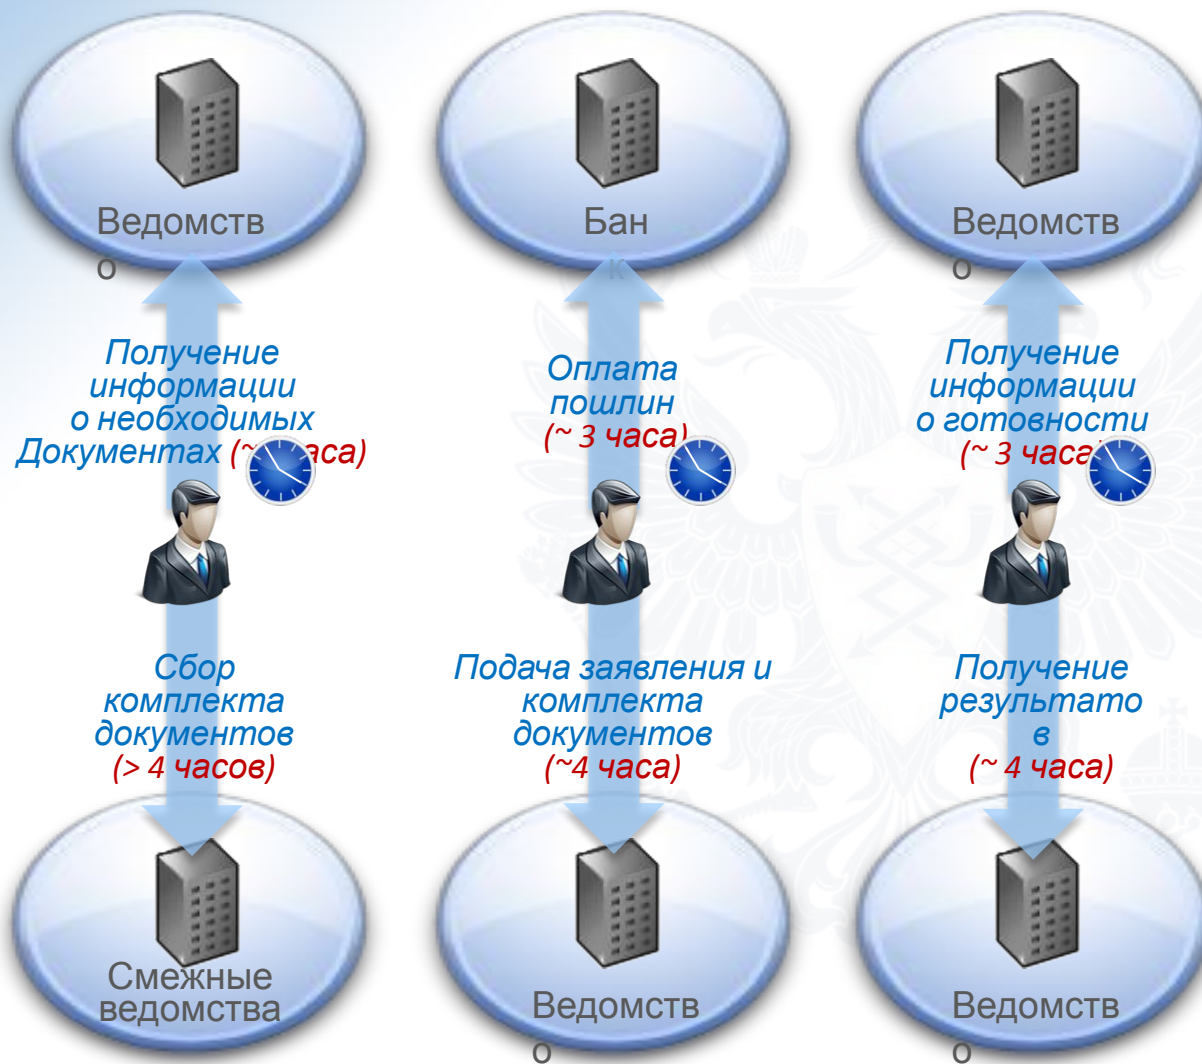 Ведомств
о
Бан
к
Ведомств
о
Получение
информации
о необходимых
Документах (~ аса)
Оплата
пошлин
(~ 3 часа)
Получение
информации
о готовности
(~ 3 часа)
Сбор
комплекта
документов
(> 4 часов)
Подача заявления и
комплекта
документов
(~4 часа)
Получение
результато
в
(~ 4 часа)
Смежные
ведомства
Ведомств
о
Ведомств
о